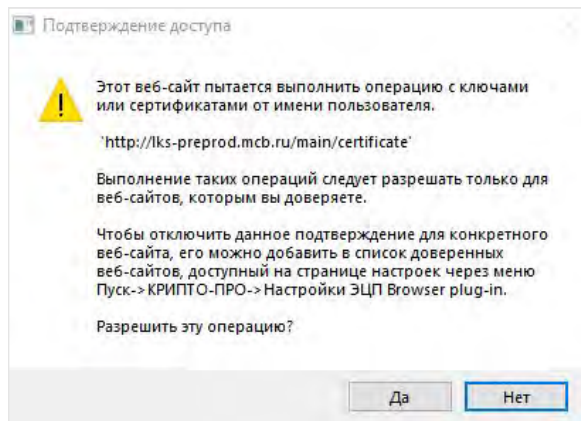 Подтверждение доступа
Этот веб-сайт пытается выполнить операцию с ключами
или сертификатами от имени пользователя.
`http://lks-preprod.mcb.ru/main/certificate'
Выполнение таких операций следует разрешать только для
веб-сайтов, которым вы доверяете.
Чтобы отключить данное подтверждение для конкретного
веб-сайта, его можно добавить в список доверенных
веб-сайтов, доступный на странице настроек через меню
Пуск->КРИПТО-ПРО->Настройки ЭЦП Browser plug-in.
Разрешить эту операцию?
Да
Нет